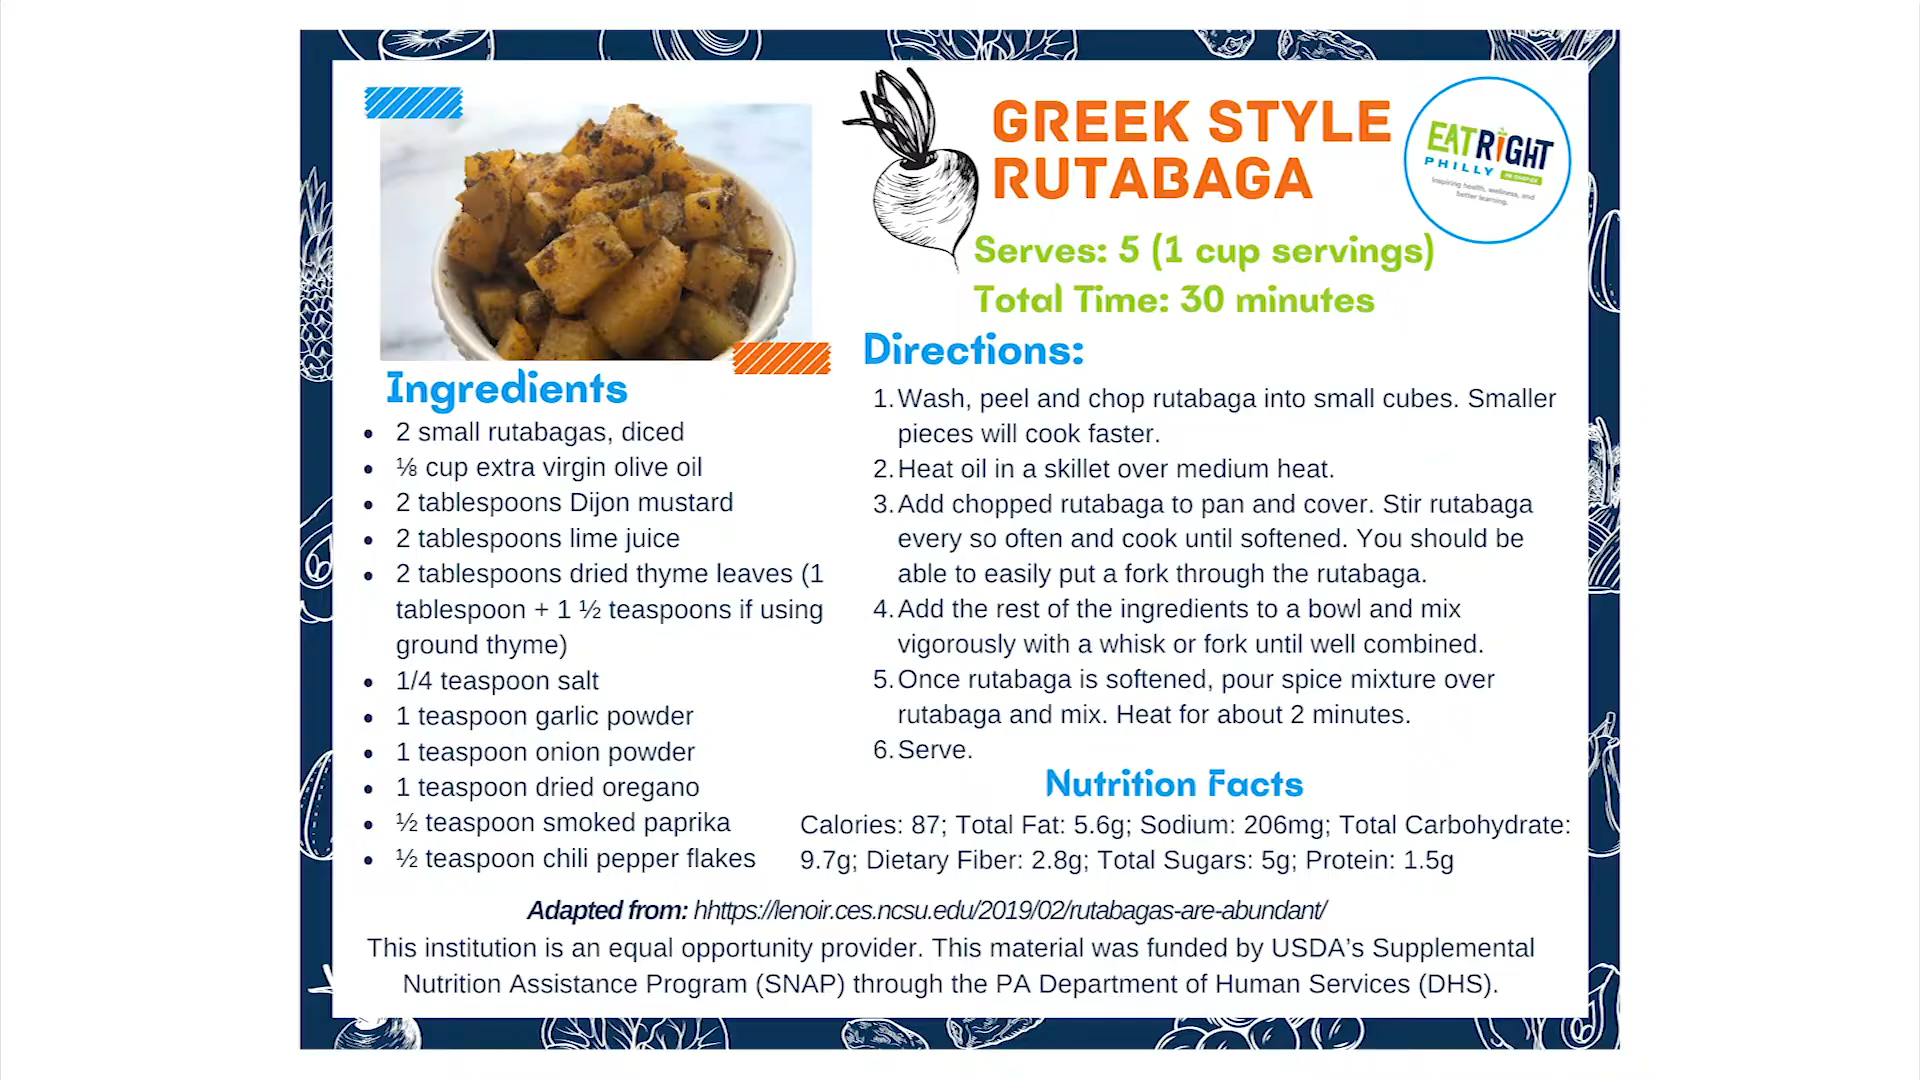 GREEK STYLE
RUTABAGA
EATRIGHT
PHILLY
Inspiring health, wellness, and
better learning.
Serves: 5 (1 cup servings)
Total Time: 30 minutes
Ingredients
• 2 small rutabagas, diced
• ⅛ cup extra virgin olive oil
• 2 tablespoons Dijon mustard
• 2 tablespoons lime juice
• 2 tablespoons dried thyme leaves (1
tablespoon + 1 ½ teaspoons if using
ground thyme)
• 1/4 teaspoon salt
• 1 teaspoon garlic powder
• 1 teaspoon onion powder
• 1 teaspoon dried oregano
• ½ teaspoon smoked paprika
• ½ teaspoon chili pepper flakes
Directions:
1. Wash, peel and chop rutabaga into small cubes. Smaller
pieces will cook faster.
2. Heat oil in a skillet over medium heat.
3. Add chopped rutabaga to pan and cover. Stir rutabaga
every so often and cook until softened. You should be
able to easily put a fork through the rutabaga.
4. Add the rest of the ingredients to a bowl and mix
vigorously with a whisk or fork until well combined.
5. Once rutabaga is softened, pour spice mixture over
rutabaga and mix. Heat for about 2 minutes.
6. Serve.
Nutrition Facts
Calories: 87; Total Fat: 5.6g; Sodium: 206mg; Total Carbohydrate:
9.7g; Dietary Fiber: 2.8g; Total Sugars: 5g; Protein: 1.5g
Adapted from: hhttps://lenoir.ces.ncsu.edu/2019/02/rutabagas-are-abundant/
This institution is an equal opportunity provider. This material was funded by USDA's Supplemental
Nutrition Assistance Program (SNAP) through the PA Department of Human Services (DHS).